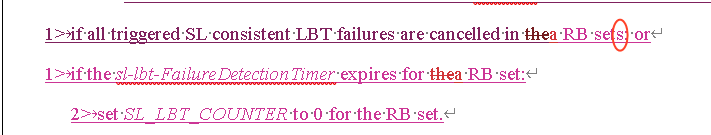 1>→if·all·triggered·SL·consistent·LBT·failures·are·cancelled·in·thea·RB·sets;·or↵
1>→if·the·sl-lbt-FailureDetectionTimer·expires·for·thea·RB·set:↵
2>→set·SL_LBT_COUNTER·to·0·for·the·RB·set.↵